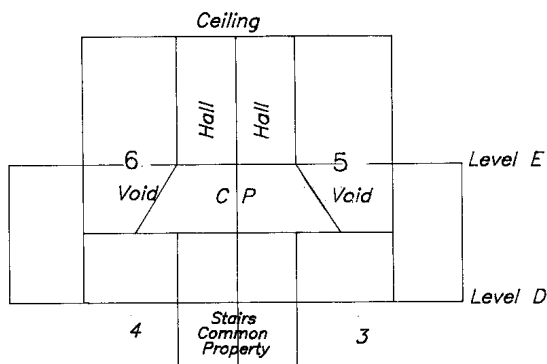 Ceiling
Hall Hall
6 5 Level E
Void C P Void
Level D
4 Stairs 3
Common
Property